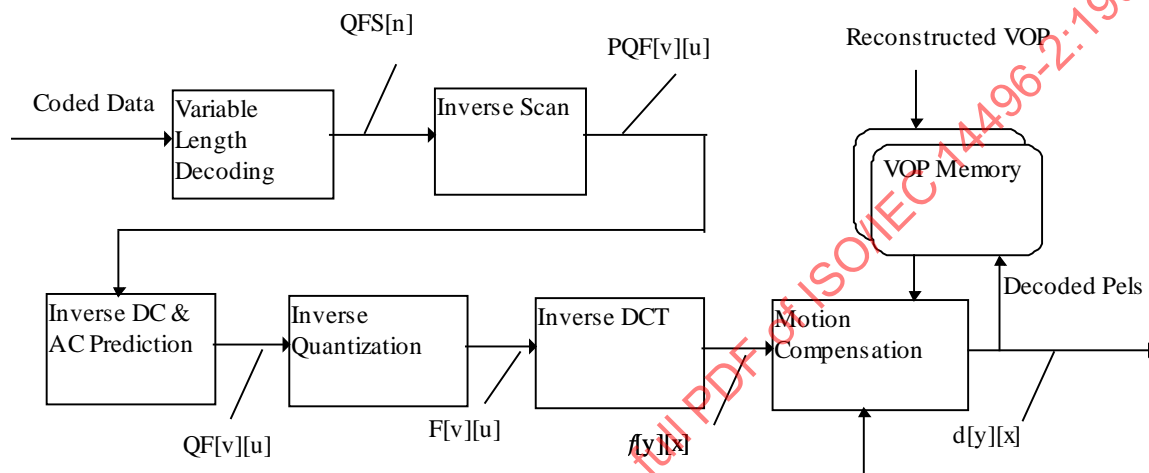 QFS[n]
PQF[v][u]
Reconstructed VOP
Coded Data
Variable
Length
Decoding
Inverse Scan
VOP Memory
Decoded Pels
Inverse DC &
AC Prediction
Inverse
Quantization
Inverse DCT
Motion
Compensation
QF[v][u]
F[v][u]
f[y][x]
d[y][x]
full PDF of ISO/IEC 14496-2:199